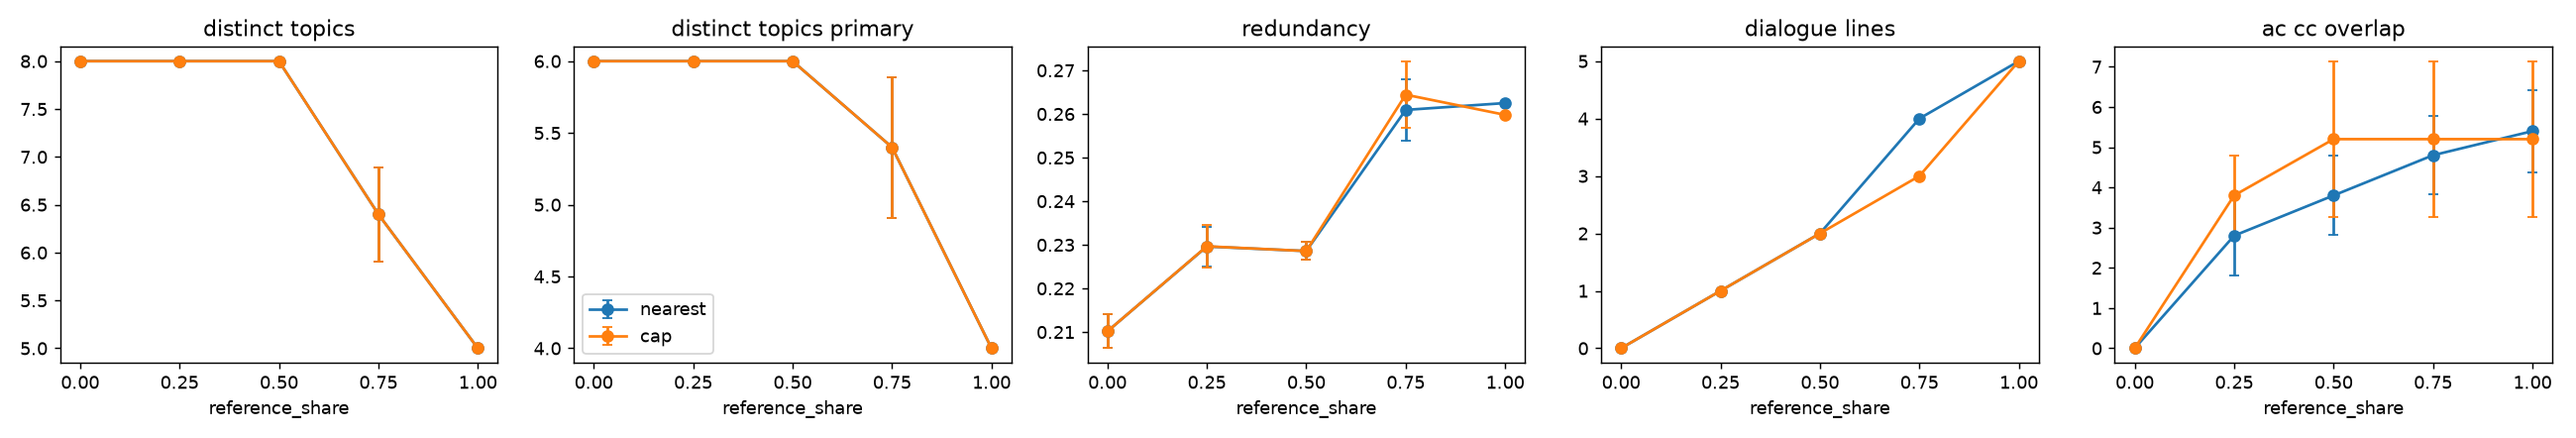 distinct topics
8.0
7.5
7.0
6.5
6.0
5.5
5.0
0.00 0.25 0.50 0.75 1.00
reference_share
distinct topics primary
6.0
5.5
5.0
4.5
4.0
nearest
cap
0.00 0.25 0.50 0.75 1.00
reference_share
redundancy
0.27
0.26
0.25
0.24
0.23
0.22
0.21
0.00 0.25 0.50 0.75 1.00
reference_share
dialogue lines
5
4
3
2
1
0
0.00 0.25 0.50 0.75 1.00
reference_share
ac cc overlap
7
6
5
4
3
2
1
0
0.00 0.25 0.50 0.75 1.00
reference_share